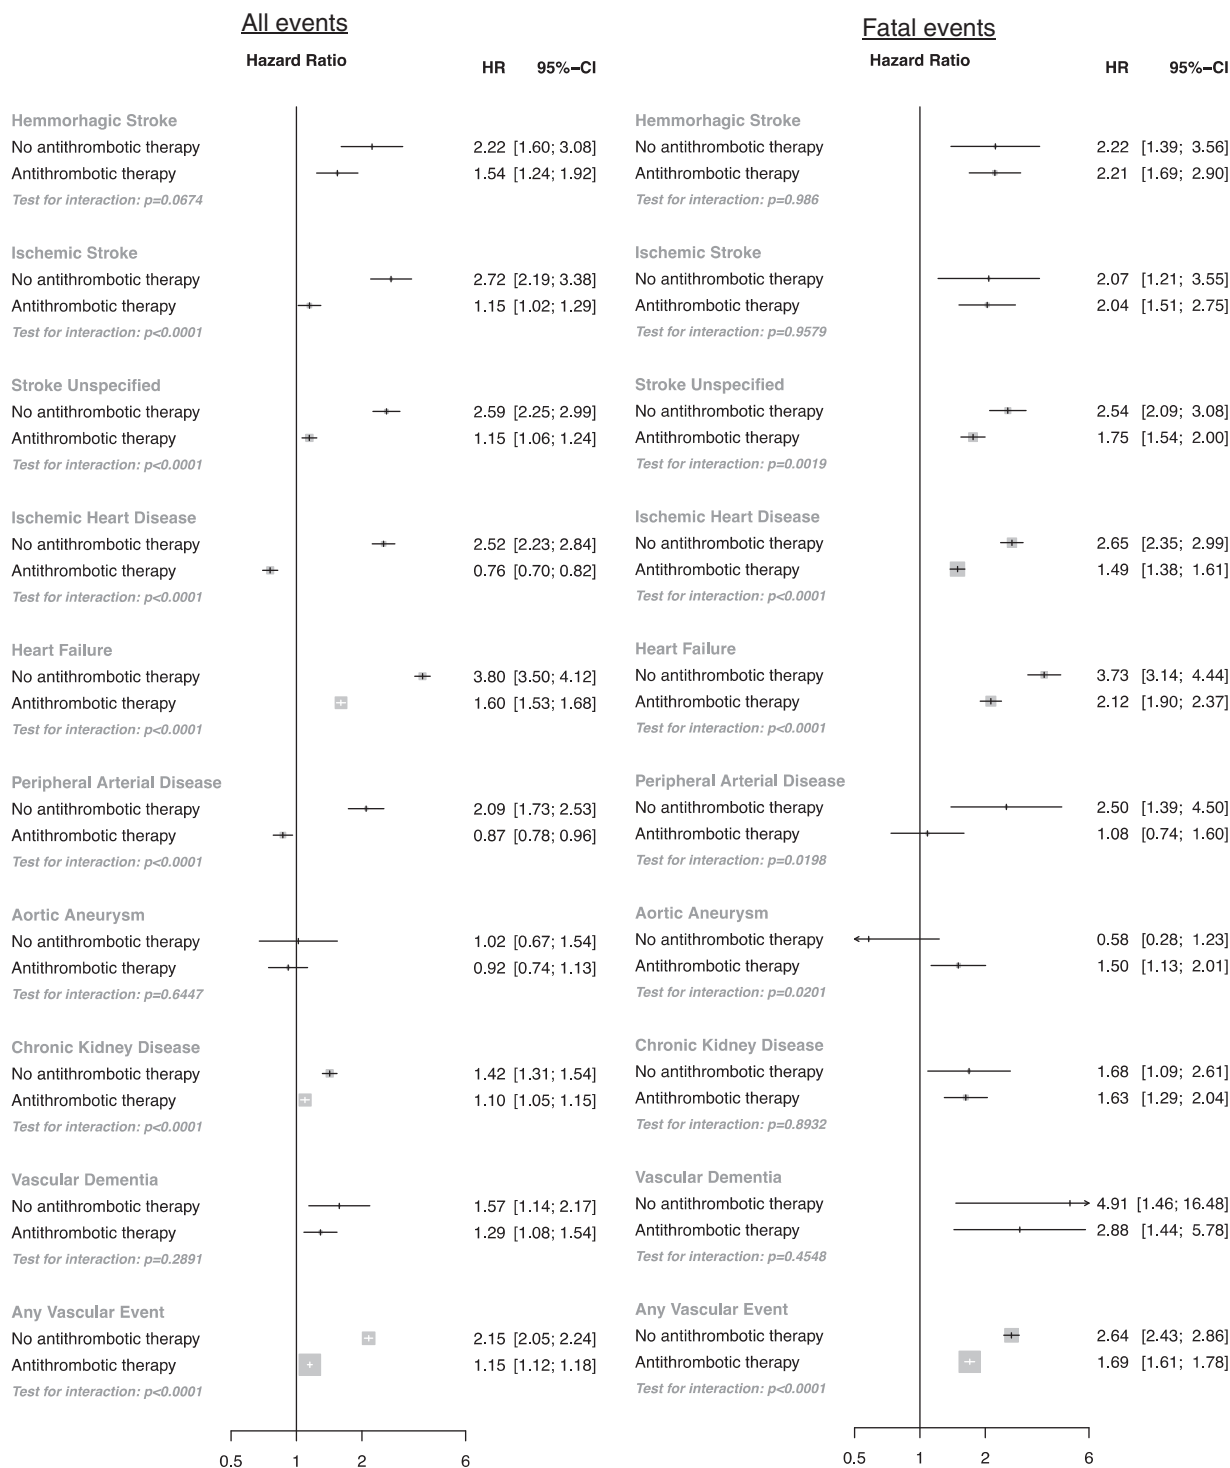 All events
Hazard Ratio HR 95%–CI
Hemmorhagic Stroke
No antithrombotic therapy 2.22 [1.60; 3.08]
Antithrombotic therapy 1.54 [1.24; 1.92]
Test for interaction: p=0.0674
Ischemic Stroke
No antithrombotic therapy 2.72 [2.19; 3.38]
Antithrombotic therapy 1.15 [1.02; 1.29]
Test for interaction: p<0.0001
Stroke Unspecified
No antithrombotic therapy 2.59 [2.25; 2.99]
Antithrombotic therapy 1.15 [1.06; 1.24]
Test for interaction: p<0.0001
Ischemic Heart Disease
No antithrombotic therapy 2.52 [2.23; 2.84]
Antithrombotic therapy 0.76 [0.70; 0.82]
Test for interaction: p<0.0001
Heart Failure
No antithrombotic therapy 3.80 [3.50; 4.12]
Antithrombotic therapy 1.60 [1.53; 1.68]
Test for interaction: p<0.0001
Peripheral Arterial Disease
No antithrombotic therapy 2.09 [1.73; 2.53]
Antithrombotic therapy 0.87 [0.78; 0.96]
Test for interaction: p<0.0001
Aortic Aneurysm
No antithrombotic therapy 1.02 [0.67; 1.54]
Antithrombotic therapy 0.92 [0.74; 1.13]
Test for interaction: p=0.6447
Chronic Kidney Disease
No antithrombotic therapy 1.42 [1.31; 1.54]
Antithrombotic therapy 1.10 [1.05; 1.15]
Test for interaction: p<0.0001
Vascular Dementia
No antithrombotic therapy 1.57 [1.14; 2.17]
Antithrombotic therapy 1.29 [1.08; 1.54]
Test for interaction: p=0.2891
Any Vascular Event
No antithrombotic therapy 2.15 [2.05; 2.24]
Antithrombotic therapy 1.15 [1.12; 1.18]
Test for interaction: p<0.0001
0.5 1 2 6
Fatal events
Hazard Ratio HR 95%–CI
Hemmorhagic Stroke
No antithrombotic therapy 2.22 [1.39; 3.56]
Antithrombotic therapy 2.21 [1.69; 2.90]
Test for interaction: p=0.986
Ischemic Stroke
No antithrombotic therapy 2.07 [1.21; 3.55]
Antithrombotic therapy 2.04 [1.51; 2.75]
Test for interaction: p=0.9579
Stroke Unspecified
No antithrombotic therapy 2.54 [2.09; 3.08]
Antithrombotic therapy 1.75 [1.54; 2.00]
Test for interaction: p=0.0019
Ischemic Heart Disease
No antithrombotic therapy 2.65 [2.35; 2.99]
Antithrombotic therapy 1.49 [1.38; 1.61]
Test for interaction: p<0.0001
Heart Failure
No antithrombotic therapy 3.73 [3.14; 4.44]
Antithrombotic therapy 2.12 [1.90; 2.37]
Test for interaction: p<0.0001
Peripheral Arterial Disease
No antithrombotic therapy 2.50 [1.39; 4.50]
Antithrombotic therapy 1.08 [0.74; 1.60]
Test for interaction: p=0.0198
Aortic Aneurysm
No antithrombotic therapy 0.58 [0.28; 1.23]
Antithrombotic therapy 1.50 [1.13; 2.01]
Test for interaction: p=0.0201
Chronic Kidney Disease
No antithrombotic therapy 1.68 [1.09; 2.61]
Antithrombotic therapy 1.63 [1.29; 2.04]
Test for interaction: p=0.8932
Vascular Dementia
No antithrombotic therapy 4.91 [1.46; 16.48]
Antithrombotic therapy 2.88 [1.44; 5.78]
Test for interaction: p=0.4548
Any Vascular Event
No antithrombotic therapy 2.64 [2.43; 2.86]
Antithrombotic therapy 1.69 [1.61; 1.78]
Test for interaction: p<0.0001
0.5 1 2 6